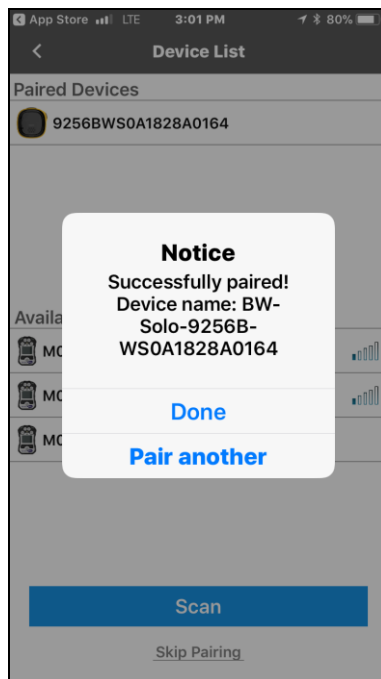 App Store LTE 3:01 PM 80%
Device List
Paired Devices
9256BWS0A1828A0164
Notice
Successfully paired!
Device name: BW-
Solo-9256B-
WS0A1828A0164
Done
Pair another
Availa
MC
MC
MC
Scan
Skip Pairing